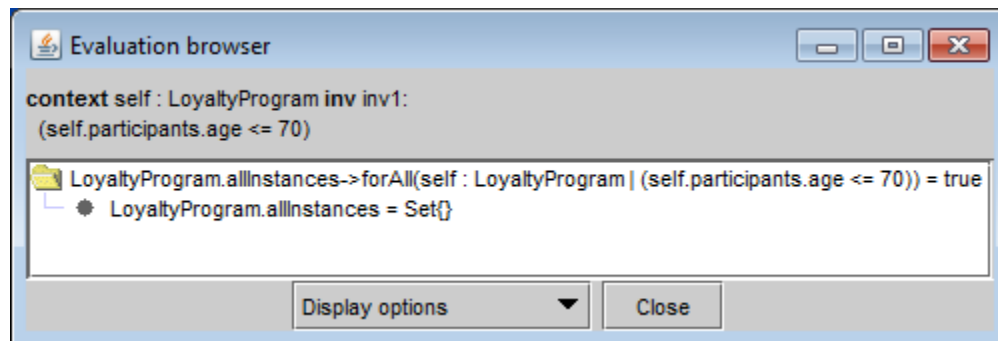 Evaluation browser
context self : LoyaltyProgram inv inv1:
(self.participants.age <= 70)
LoyaltyProgram.allInstances->forAll(self : LoyaltyProgram | (self.participants.age <= 70)) = true
LoyaltyProgram.allInstances = Set{}
Display options
Close